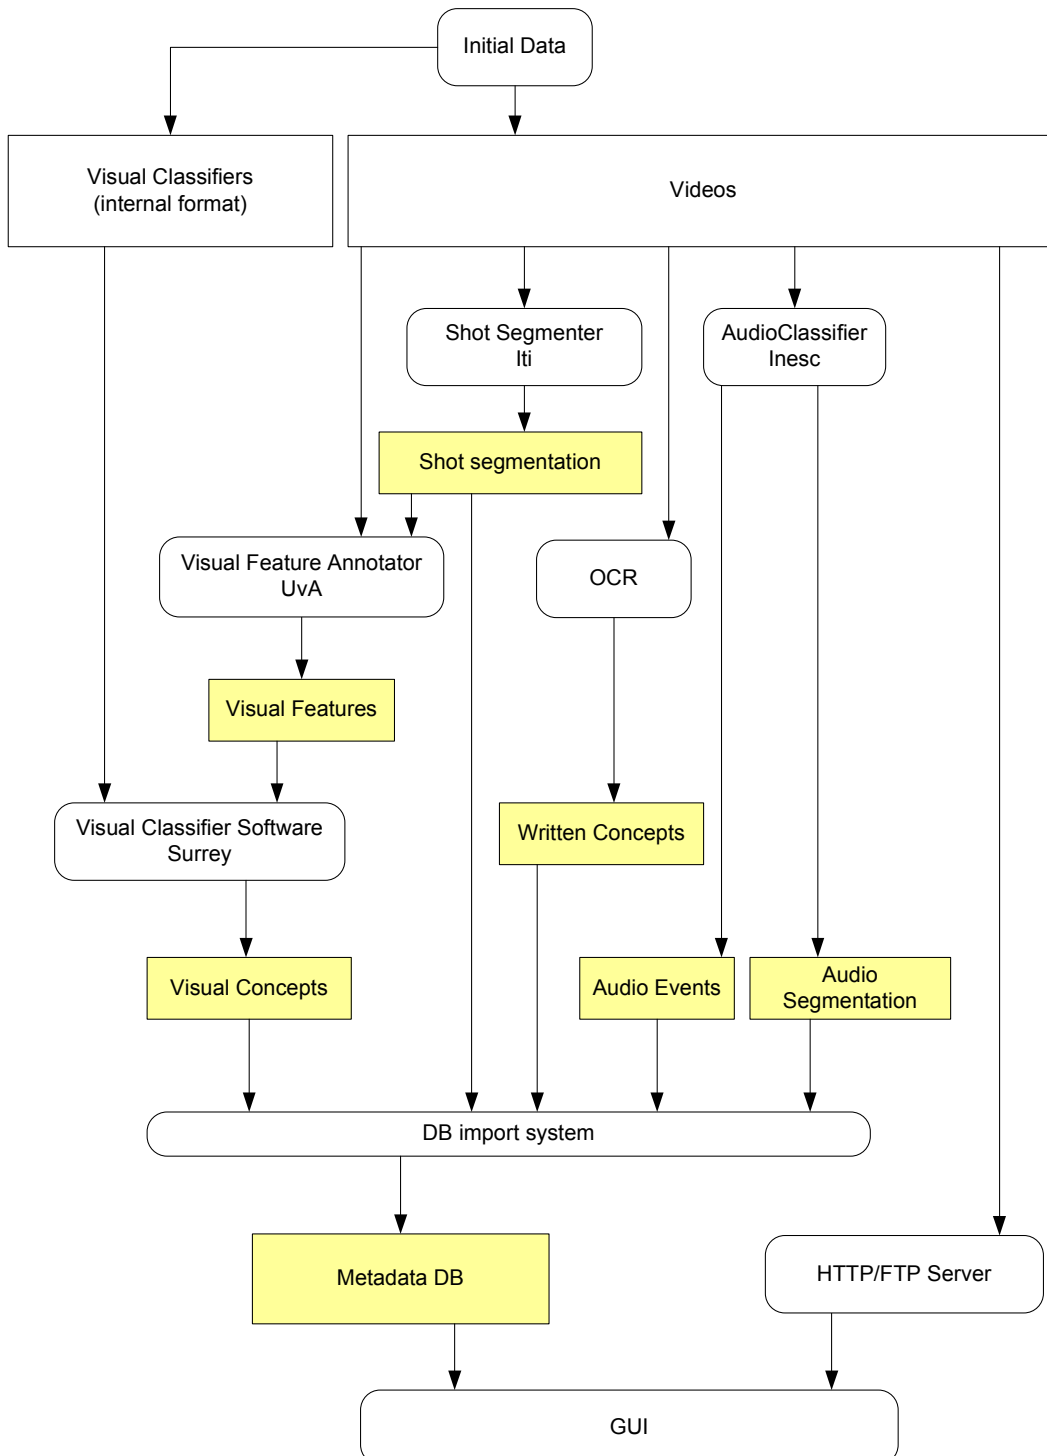 Initial Data
Visual Classifiers
(internal format)
Videos
Shot Segmenter
Iti
AudioClassifier
Inesc
Shot segmentation
Visual Feature Annotator
UvA
OCR
Visual Features
Visual Classifier Software
Surrey
Written Concepts
Visual Concepts
Audio Events
Audio
Segmentation
DB import system
Metadata DB
HTTP/FTP Server
GUI